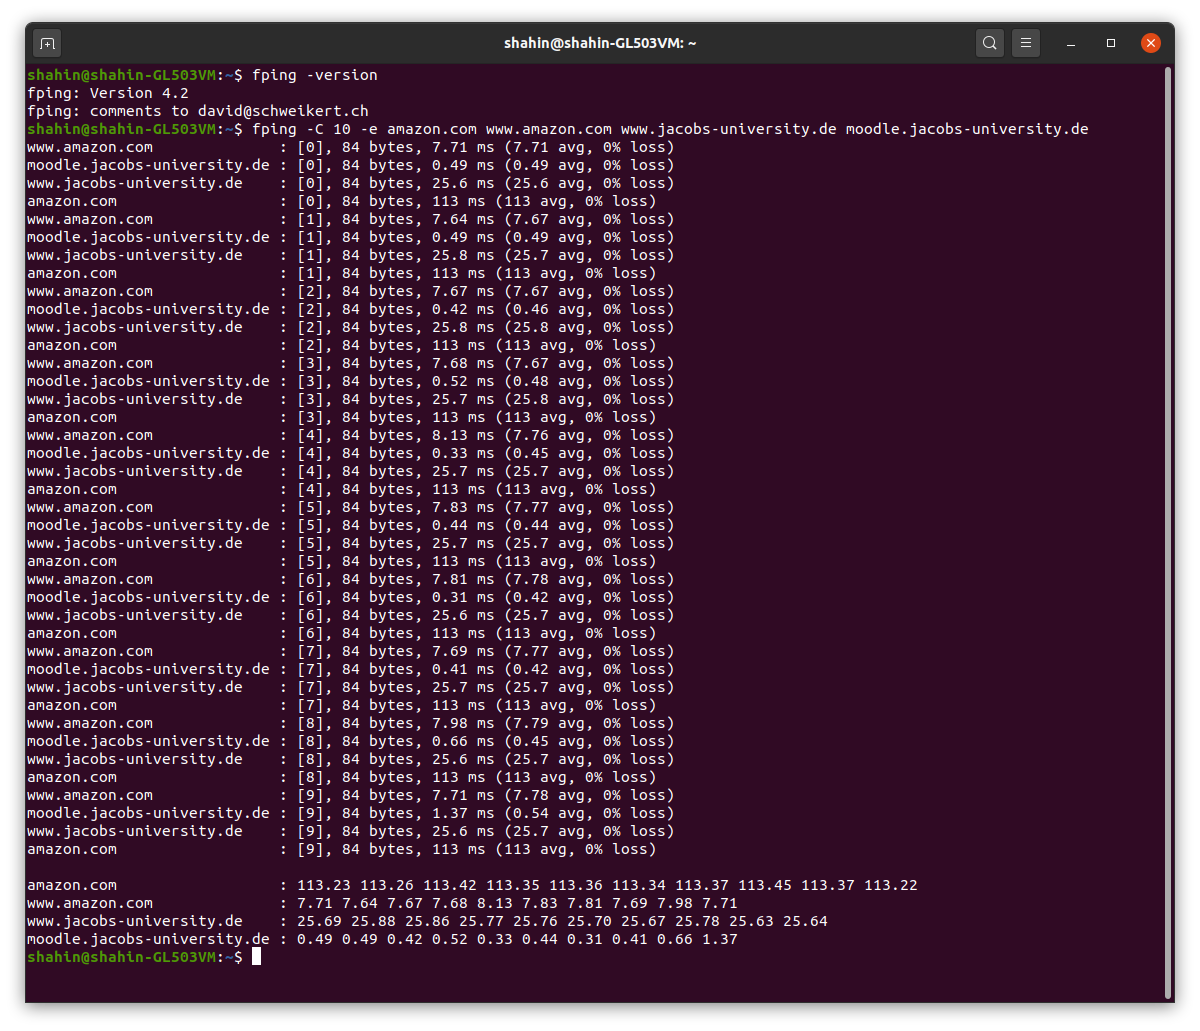 shahin@shahin-GL503VM: ~
shahin@shahin-GL503VM:~$ fping -version
fping: Version 4.2
fping: comments to david@schweikert.ch
shahin@shahin-GL503VM:~$ fping -C 10 -e amazon.com www.amazon.com www.jacobs-university.de moodle.jacobs-university.de
www.amazon.com              : [0], 84 bytes, 7.71 ms (7.71 avg, 0% loss)
moodle.jacobs-university.de : [0], 84 bytes, 0.49 ms (0.49 avg, 0% loss)
www.jacobs-university.de    : [0], 84 bytes, 25.6 ms (25.6 avg, 0% loss)
amazon.com                  : [0], 84 bytes, 113 ms (113 avg, 0% loss)
www.amazon.com              : [1], 84 bytes, 7.64 ms (7.67 avg, 0% loss)
moodle.jacobs-university.de : [1], 84 bytes, 0.49 ms (0.49 avg, 0% loss)
www.jacobs-university.de    : [1], 84 bytes, 25.8 ms (25.7 avg, 0% loss)
amazon.com                  : [1], 84 bytes, 113 ms (113 avg, 0% loss)
www.amazon.com              : [2], 84 bytes, 7.67 ms (7.67 avg, 0% loss)
moodle.jacobs-university.de : [2], 84 bytes, 0.42 ms (0.46 avg, 0% loss)
www.jacobs-university.de    : [2], 84 bytes, 25.8 ms (25.8 avg, 0% loss)
amazon.com                  : [2], 84 bytes, 113 ms (113 avg, 0% loss)
www.amazon.com              : [3], 84 bytes, 7.68 ms (7.67 avg, 0% loss)
moodle.jacobs-university.de : [3], 84 bytes, 0.52 ms (0.48 avg, 0% loss)
www.jacobs-university.de    : [3], 84 bytes, 25.7 ms (25.8 avg, 0% loss)
amazon.com                  : [3], 84 bytes, 113 ms (113 avg, 0% loss)
www.amazon.com              : [4], 84 bytes, 8.13 ms (7.76 avg, 0% loss)
moodle.jacobs-university.de : [4], 84 bytes, 0.33 ms (0.45 avg, 0% loss)
www.jacobs-university.de    : [4], 84 bytes, 25.7 ms (25.7 avg, 0% loss)
amazon.com                  : [4], 84 bytes, 113 ms (113 avg, 0% loss)
www.amazon.com              : [5], 84 bytes, 7.83 ms (7.77 avg, 0% loss)
moodle.jacobs-university.de : [5], 84 bytes, 0.44 ms (0.44 avg, 0% loss)
www.jacobs-university.de    : [5], 84 bytes, 25.7 ms (25.7 avg, 0% loss)
amazon.com                  : [5], 84 bytes, 113 ms (113 avg, 0% loss)
www.amazon.com              : [6], 84 bytes, 7.81 ms (7.78 avg, 0% loss)
moodle.jacobs-university.de : [6], 84 bytes, 0.31 ms (0.42 avg, 0% loss)
www.jacobs-university.de    : [6], 84 bytes, 25.6 ms (25.7 avg, 0% loss)
amazon.com                  : [6], 84 bytes, 113 ms (113 avg, 0% loss)
www.amazon.com              : [7], 84 bytes, 7.69 ms (7.77 avg, 0% loss)
moodle.jacobs-university.de : [7], 84 bytes, 0.41 ms (0.42 avg, 0% loss)
www.jacobs-university.de    : [7], 84 bytes, 25.7 ms (25.7 avg, 0% loss)
amazon.com                  : [7], 84 bytes, 113 ms (113 avg, 0% loss)
www.amazon.com              : [8], 84 bytes, 7.98 ms (7.79 avg, 0% loss)
moodle.jacobs-university.de : [8], 84 bytes, 0.66 ms (0.45 avg, 0% loss)
www.jacobs-university.de    : [8], 84 bytes, 25.6 ms (25.7 avg, 0% loss)
amazon.com                  : [8], 84 bytes, 113 ms (113 avg, 0% loss)
www.amazon.com              : [9], 84 bytes, 7.71 ms (7.78 avg, 0% loss)
moodle.jacobs-university.de : [9], 84 bytes, 1.37 ms (0.54 avg, 0% loss)
www.jacobs-university.de    : [9], 84 bytes, 25.6 ms (25.7 avg, 0% loss)
amazon.com                  : [9], 84 bytes, 113 ms (113 avg, 0% loss)

amazon.com                  : 113.23 113.26 113.42 113.35 113.36 113.34 113.37 113.45 113.37 113.22
www.amazon.com              : 7.71 7.64 7.67 7.68 8.13 7.83 7.81 7.69 7.98 7.71
www.jacobs-university.de    : 25.69 25.88 25.86 25.77 25.76 25.70 25.67 25.78 25.63 25.64
moodle.jacobs-university.de : 0.49 0.49 0.42 0.52 0.33 0.44 0.31 0.41 0.66 1.37
shahin@shahin-GL503VM:~$